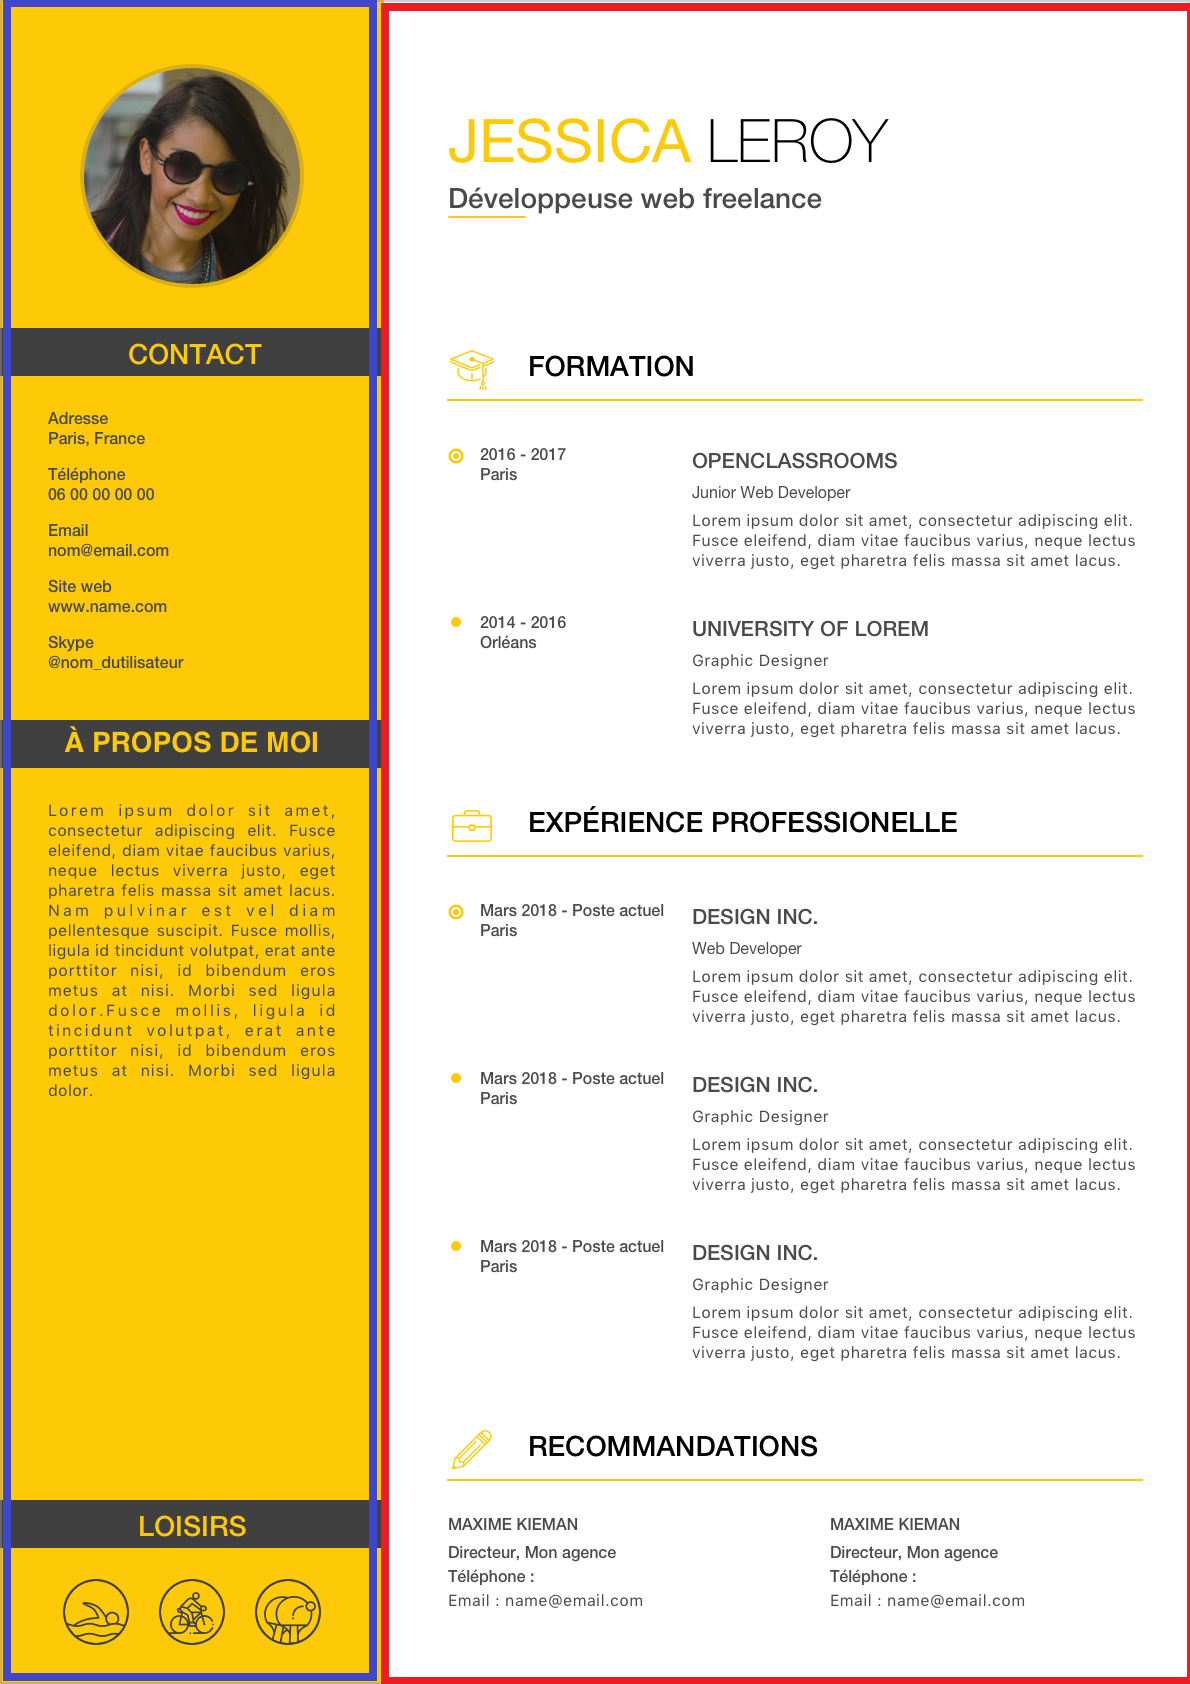 CONTACT
Adresse
Paris, France
Téléphone
06 00 00 00 00
Email
nom@email.com
Site web
www.name.com
Skype
@nom_dutilisateur
À PROPOS DE MOI
Lorem ipsum dolor sit amet,
consectetur adipiscing elit. Fusce
eleifend, diam vitae faucibus varius,
neque lectus viverra justo, eget
pharetra felis massa sit amet lacus.
Nam pulvinar est vel diam
pellentesque suscipit. Fusce mollis,
ligula id tincidunt volutpat, erat ante
porttitor nisi, id bibendum eros
metus at nisi. Morbi sed ligula
dolor.Fusce mollis, ligula id
tincidunt volutpat, erat ante
porttitor nisi, id bibendum eros
metus at nisi. Morbi sed ligula
dolor.
LOISIRS
JESSICA LEROY
Développeuse web freelance
FORMATION
2016 - 2017
Paris
OPENCLASSROOMS
Junior Web Developer
Lorem ipsum dolor sit amet, consectetur adipiscing elit.
Fusce eleifend, diam vitae faucibus varius, neque lectus
viverra justo, eget pharetra felis massa sit amet lacus.
2014 - 2016
Orléans
UNIVERSITY OF LOREM
Graphic Designer
Lorem ipsum dolor sit amet, consectetur adipiscing elit.
Fusce eleifend, diam vitae faucibus varius, neque lectus
viverra justo, eget pharetra felis massa sit amet lacus.
EXPÉRIENCE PROFESSIONELLE
Mars 2018 - Poste actuel
Paris
DESIGN INC.
Web Developer
Lorem ipsum dolor sit amet, consectetur adipiscing elit.
Fusce eleifend, diam vitae faucibus varius, neque lectus
viverra justo, eget pharetra felis massa sit amet lacus.
Mars 2018 - Poste actuel
Paris
DESIGN INC.
Graphic Designer
Lorem ipsum dolor sit amet, consectetur adipiscing elit.
Fusce eleifend, diam vitae faucibus varius, neque lectus
viverra justo, eget pharetra felis massa sit amet lacus.
Mars 2018 - Poste actuel
Paris
DESIGN INC.
Graphic Designer
Lorem ipsum dolor sit amet, consectetur adipiscing elit.
Fusce eleifend, diam vitae faucibus varius, neque lectus
viverra justo, eget pharetra felis massa sit amet lacus.
RECOMMANDATIONS
MAXIME KIEMAN
Directeur, Mon agence
Téléphone :
Email : name@email.com
MAXIME KIEMAN
Directeur, Mon agence
Téléphone :
Email : name@email.com